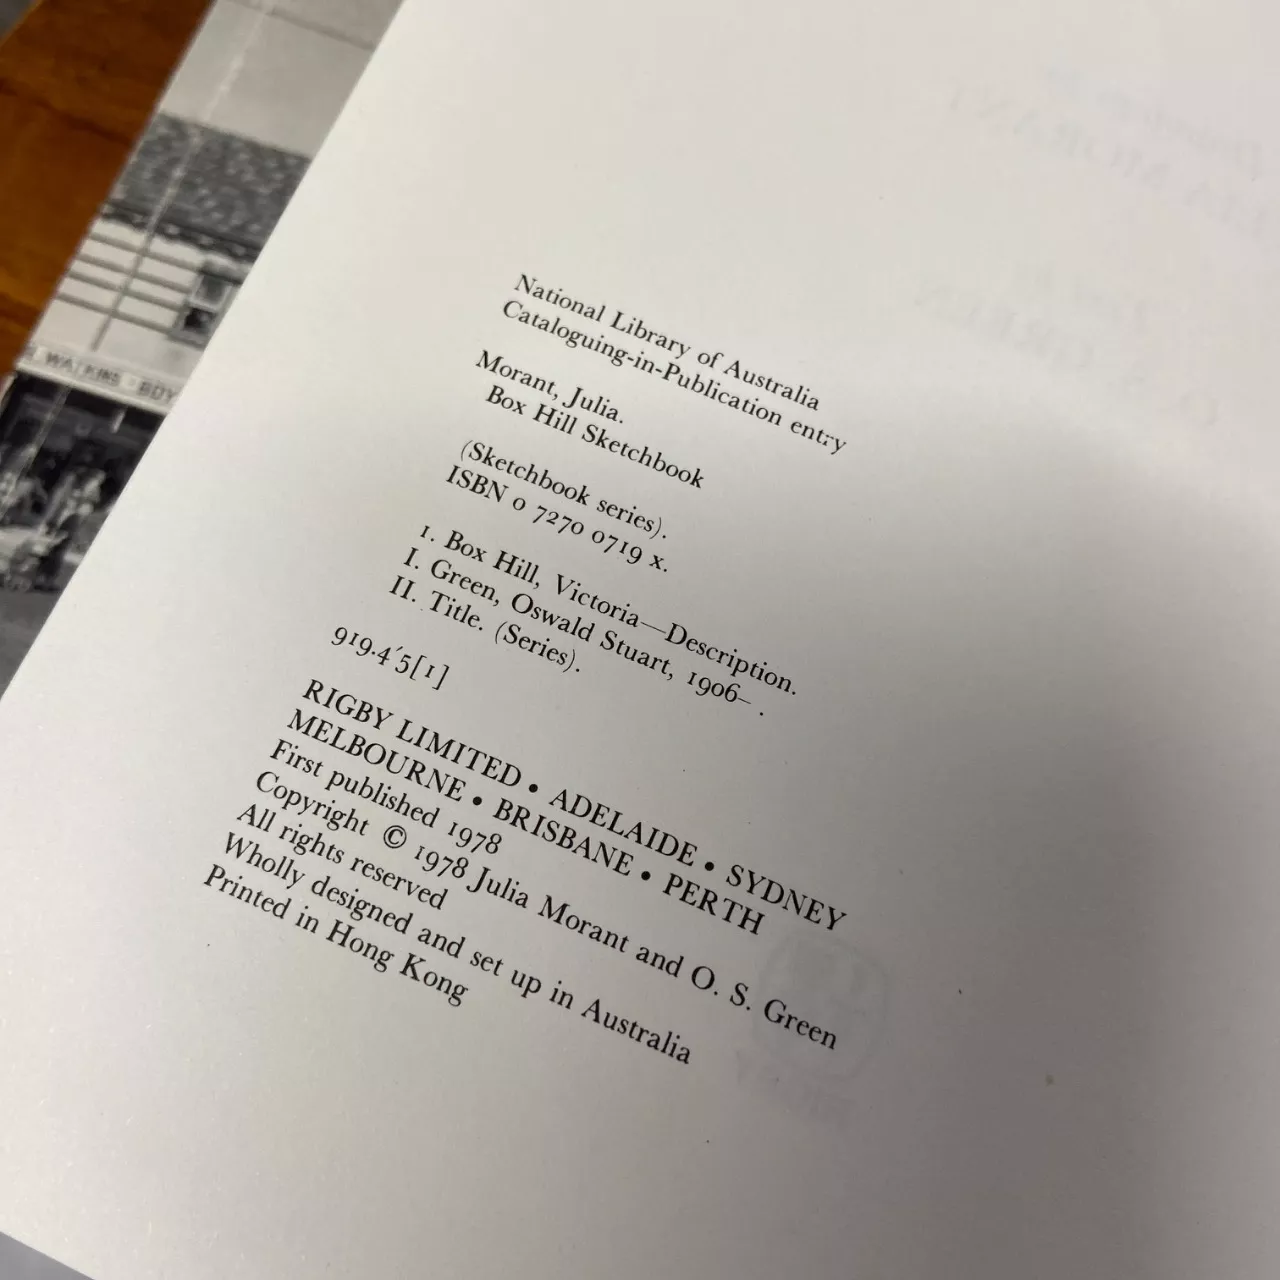 National Library of Australia
Cataloguing-in-Publication entry
Morant, Julia.
Box Hill Sketchbook
(Sketchbook series).
ISBN 0 7270 0719 x.
1. Box Hill, Victoria—Description.
I. Green, Oswald Stuart, 1906– .
II. Title. (Series).
919.4′5[1]
RIGBY LIMITED • ADELAIDE • SYDNEY
MELBOURNE • BRISBANE • PERTH
First published 1978
Copyright © 1978 Julia Morant and O. S. Green
All rights reserved
Wholly designed and set up in Australia
Printed in Hong Kong
WATKINS